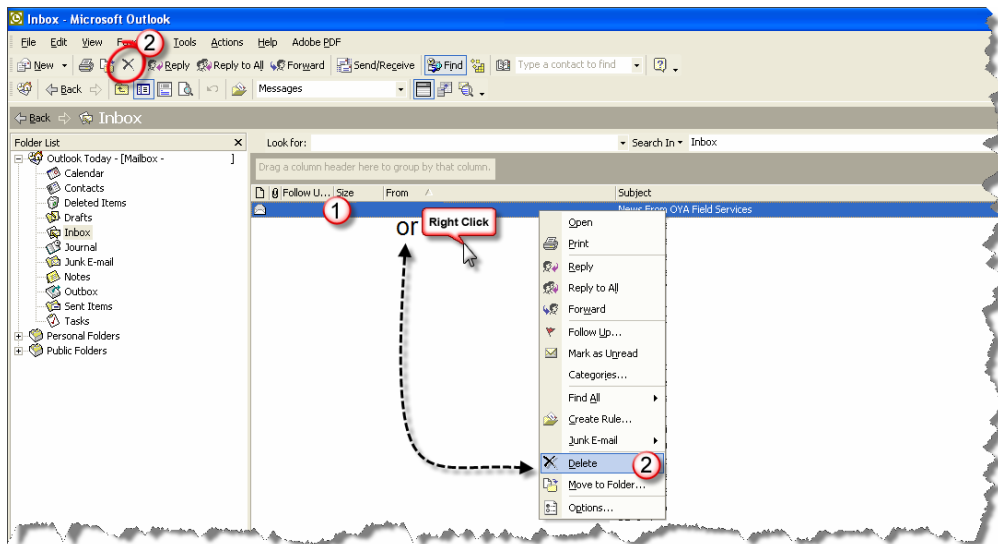 Inbox - Microsoft Outlook
File Edit View Tools Actions Help Adobe PDF
2
New Reply Reply to All Forward Send/Receive Find Type a contact to find
Back Messages
Back Inbox
Folder List Look for: Search In Inbox
Outlook Today - [Mailbox - ]
Drag a column header here to group by that column.
Calendar
Contacts
Deleted Items
Drafts
Inbox
Journal
Junk E-mail
Notes
Outbox
Sent Items
Tasks
Personal Folders
Public Folders
Follow U... Size From Subject
1
News From OYA Field Services
or
Right Click
Open
Print
Reply
Reply to All
Forward
Follow Up...
Mark as Unread
Categories...
Find All
Create Rule...
Junk E-mail
Delete
2
Move to Folder...
Options...